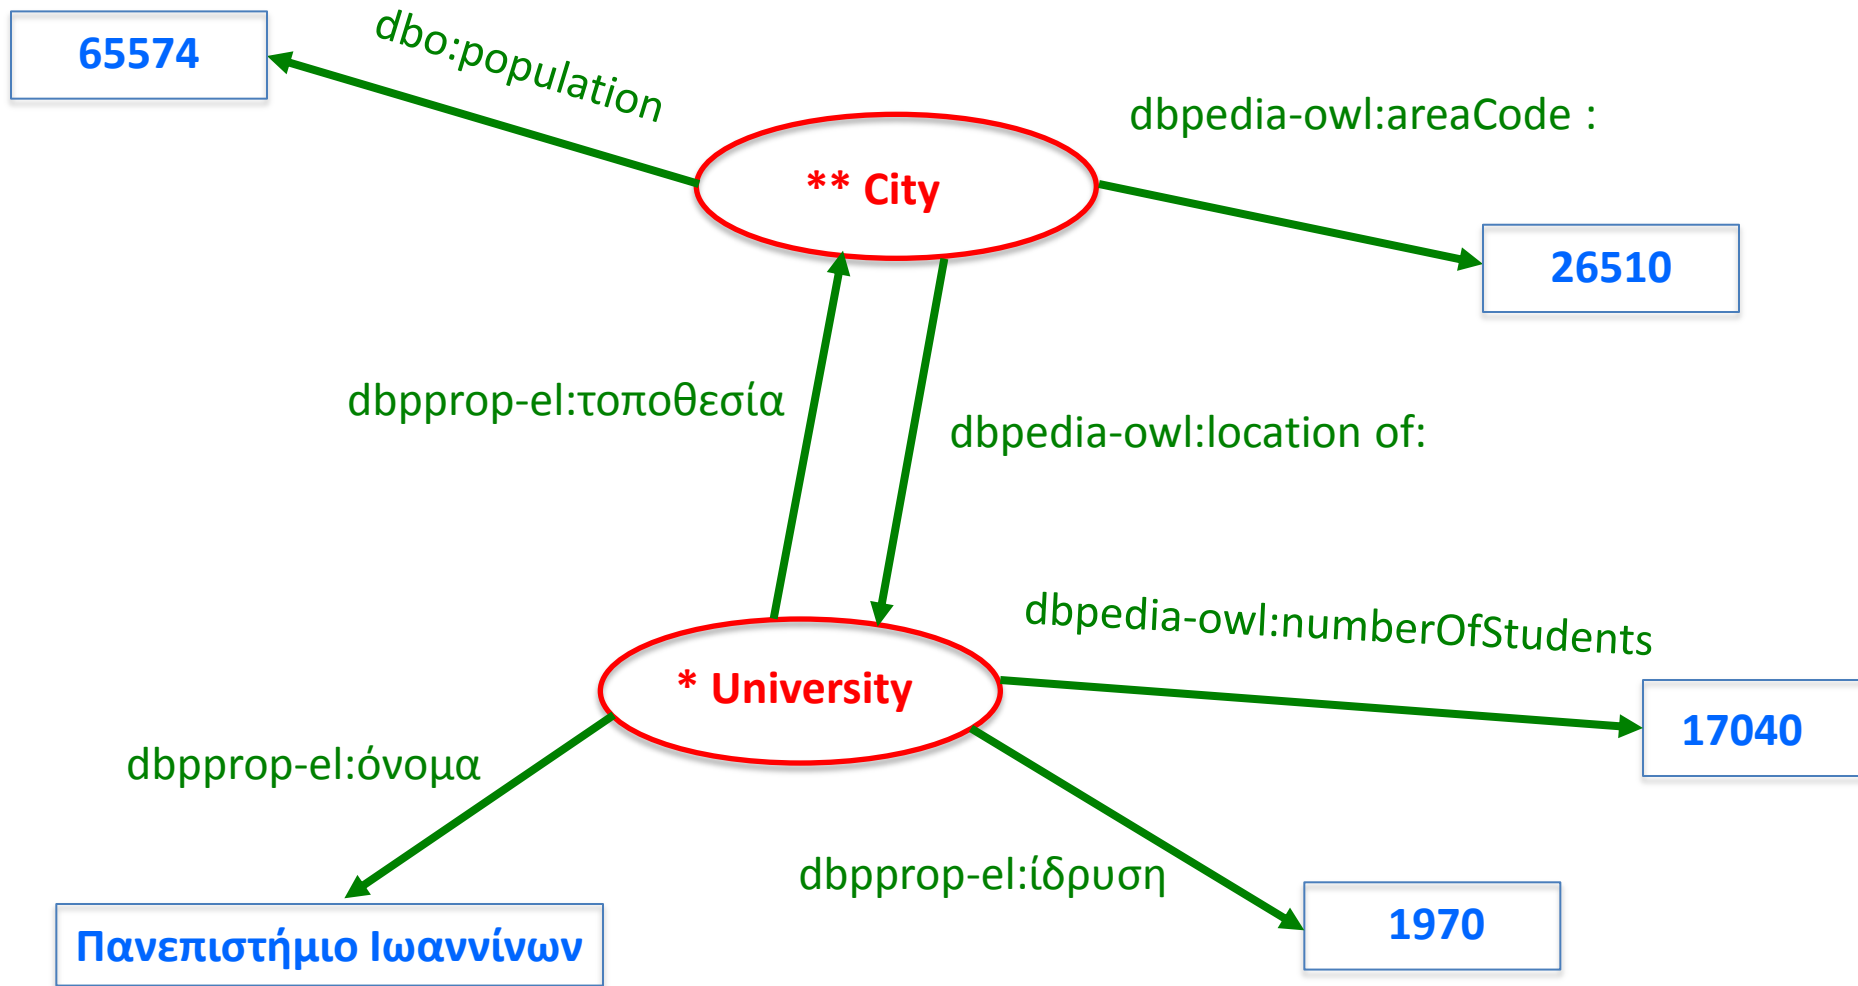 65574
dbo:population
dbpedia-owl:areaCode :
** City
26510
dbpprop-el:τοποθεσία
dbpedia-owl:location of:
dbpedia-owl:numberOfStudents
* University
17040
dbpprop-el:όνομα
dbpprop-el:ίδρυση
1970
Πανεπιστήμιο Ιωαννίνων